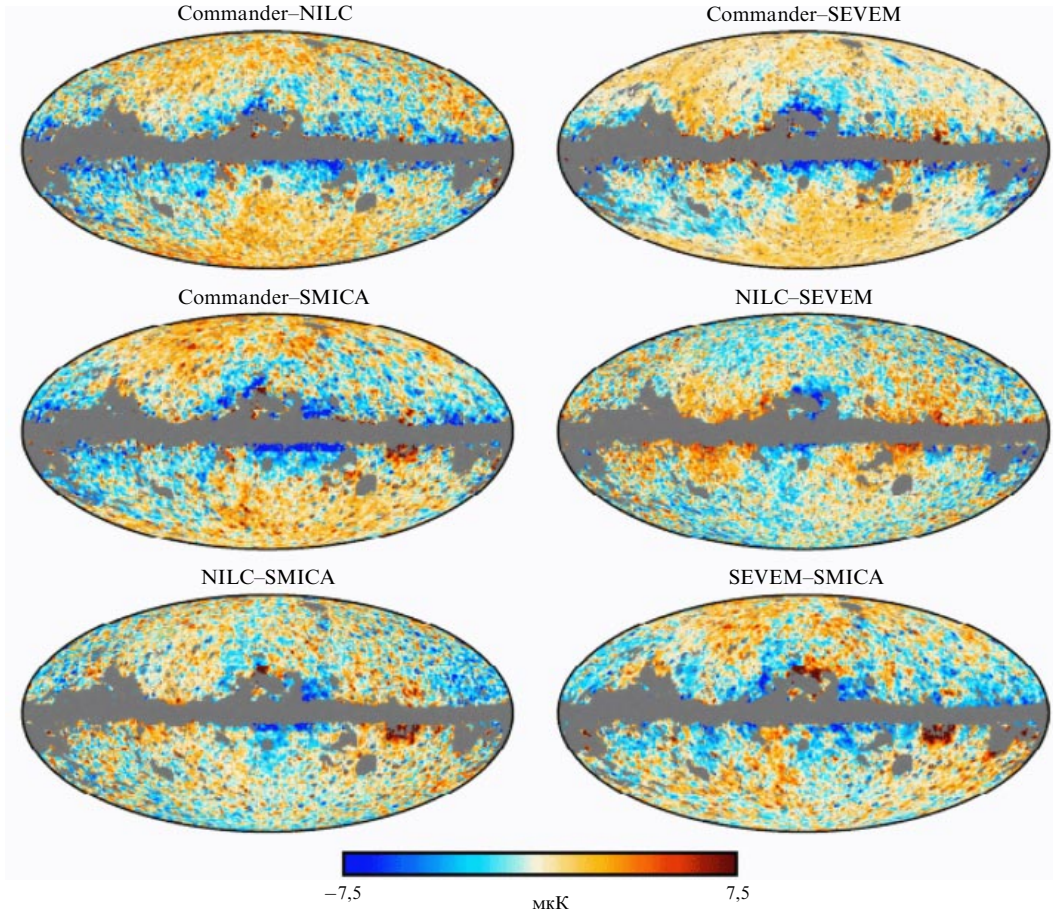 Commander–NILC
Commander–SEVEM
Commander–SMICA
NILC–SEVEM
NILC–SMICA
SEVEM–SMICA
−7,5
7,5
мкК